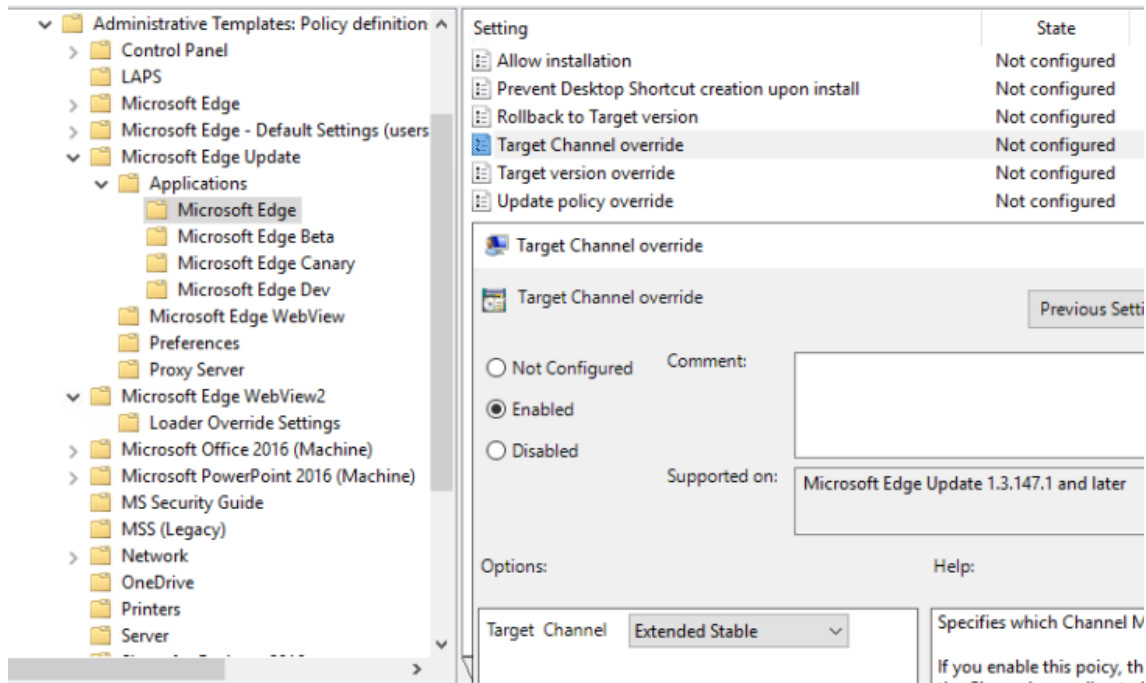 Administrative Templates: Policy definition
Control Panel
LAPS
Microsoft Edge
Microsoft Edge - Default Settings (users
Microsoft Edge Update
Applications
Microsoft Edge
Microsoft Edge Beta
Microsoft Edge Canary
Microsoft Edge Dev
Microsoft Edge WebView
Preferences
Proxy Server
Microsoft Edge WebView2
Loader Override Settings
Microsoft Office 2016 (Machine)
Microsoft PowerPoint 2016 (Machine)
MS Security Guide
MSS (Legacy)
Network
OneDrive
Printers
Server
Setting State
Allow installation Not configured
Prevent Desktop Shortcut creation upon install Not configured
Rollback to Target version Not configured
Target Channel override Not configured
Target version override Not configured
Update policy override Not configured
Target Channel override
Target Channel override
Previous Setti
Not Configured
Enabled
Disabled
Comment:
Supported on:
Microsoft Edge Update 1.3.147.1 and later
Options:
Help:
Target Channel Extended Stable
Specifies which Channel M
If you enable this poicy, th